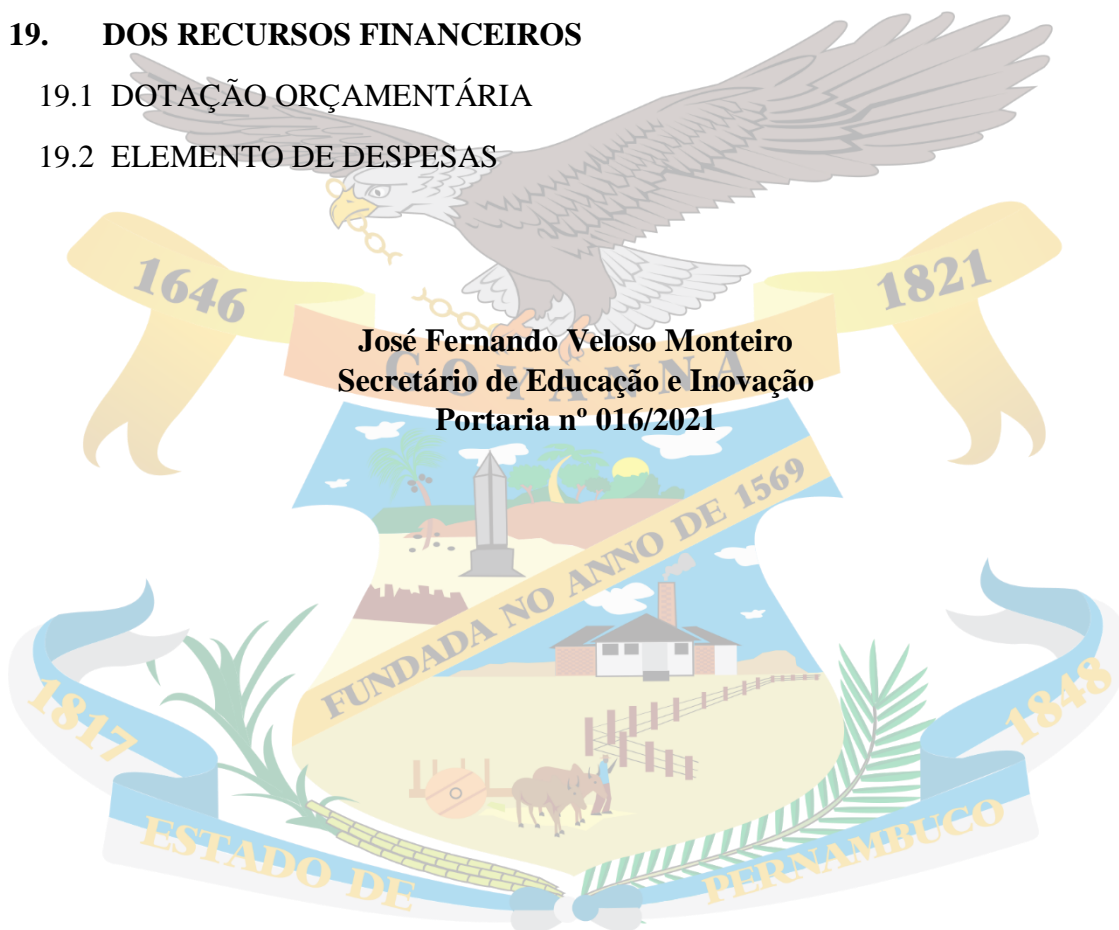 19. DOS RECURSOS FINANCEIROS
19.1 DOTAÇÃO ORÇAMENTÁRIA
19.2 ELEMENTO DE DESPESAS
1646
1821
GOYANNA
José Fernando Veloso Monteiro
Secretário de Educação e Inovação
Portaria nº 016/2021
FUNDADA NO ANNO DE 1569
1817
1848
ESTADO DE
PERNAMBUCO